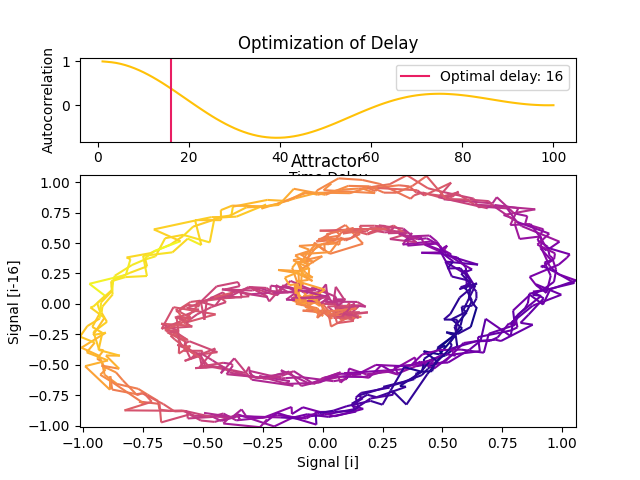 Optimization of Delay
Autocorrelation
1
0
Optimal delay: 16
0 20 40 60 80 100
Time Delay
Attractor
Signal [i-16]
1.00
0.75
0.50
0.25
0.00
−0.25
−0.50
−0.75
−1.00
−1.00 −0.75 −0.50 −0.25 0.00 0.25 0.50 0.75 1.00
Signal [i]